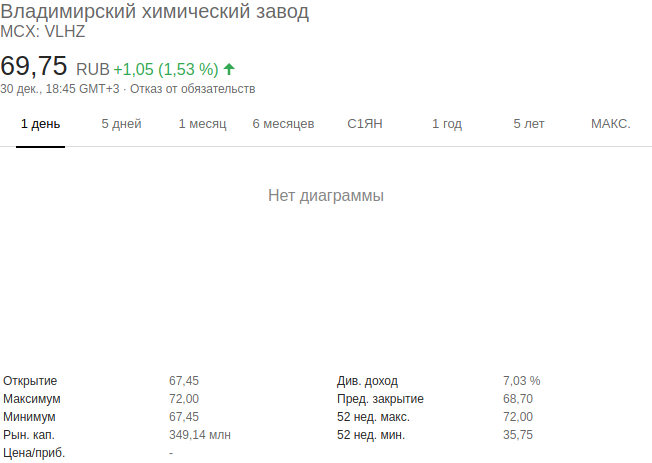 Владимирский химический завод
MCX: VLHZ
69,75 RUB +1,05 (1,53 %)
30 дек., 18:45 GMT+3 · Отказ от обязательств
1 день 5 дней 1 месяц 6 месяцев С1ЯН 1 год 5 лет МАКС.
Нет диаграммы
Открытие 67,45 Див. доход 7,03 %
Максимум 72,00 Пред. закрытие 68,70
Минимум 67,45 52 нед. макс. 72,00
Рын. кап. 349,14 млн 52 нед. мин. 35,75
Цена/приб. -